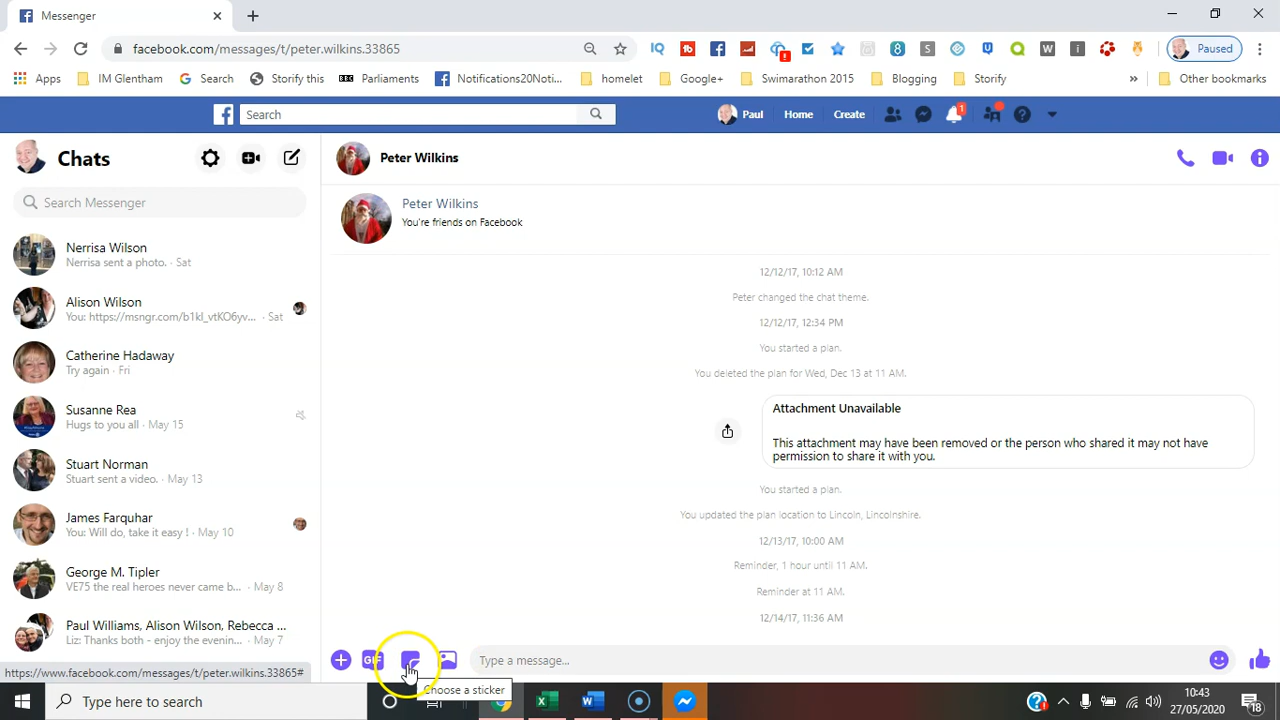 Messenger
facebook.com/messages/t/peter.wilkins.33865
Paused
Apps
IM Glentham
Search
Storify this
BBC Parliaments
Notifications20Noti...
homelet
Google+
Swimarathon 2015
Blogging
Storify
»
Other bookmarks
Search
Paul
Home
Create
1
Chats
Peter Wilkins
Search Messenger
Peter Wilkins
You're friends on Facebook
Nerrisa Wilson
Nerrisa sent a photo. · Sat
Alison Wilson
You: https://msngr.com/b1kl_vtKO6yv... · Sat
Catherine Hadaway
Try again · Fri
Susanne Rea
Hugs to you all · May 15
Stuart Norman
Stuart sent a video. · May 13
James Farquhar
You: Will do, take it easy ! · May 10
George M. Tipler
VE75 the real heroes never came b... · May 8
Paul Williams, Alison Wilson, Rebecca ...
Liz: Thanks both - enjoy the evenin... · May 7
12/12/17, 10:12 AM
Peter changed the chat theme.
12/12/17, 12:34 PM
You started a plan.
You deleted the plan for Wed, Dec 13 at 11 AM.
Attachment Unavailable
This attachment may have been removed or the person who shared it may not have
permission to share it with you.
You started a plan.
You updated the plan location to Lincoln, Lincolnshire.
12/13/17, 10:00 AM
Reminder, 1 hour until 11 AM.
Reminder at 11 AM.
12/14/17, 11:36 AM
GIF
Type a message...
https://www.facebook.com/messages/t/peter.wilkins.33865#
Choose a sticker
Type here to search
10:43
27/05/2020
18